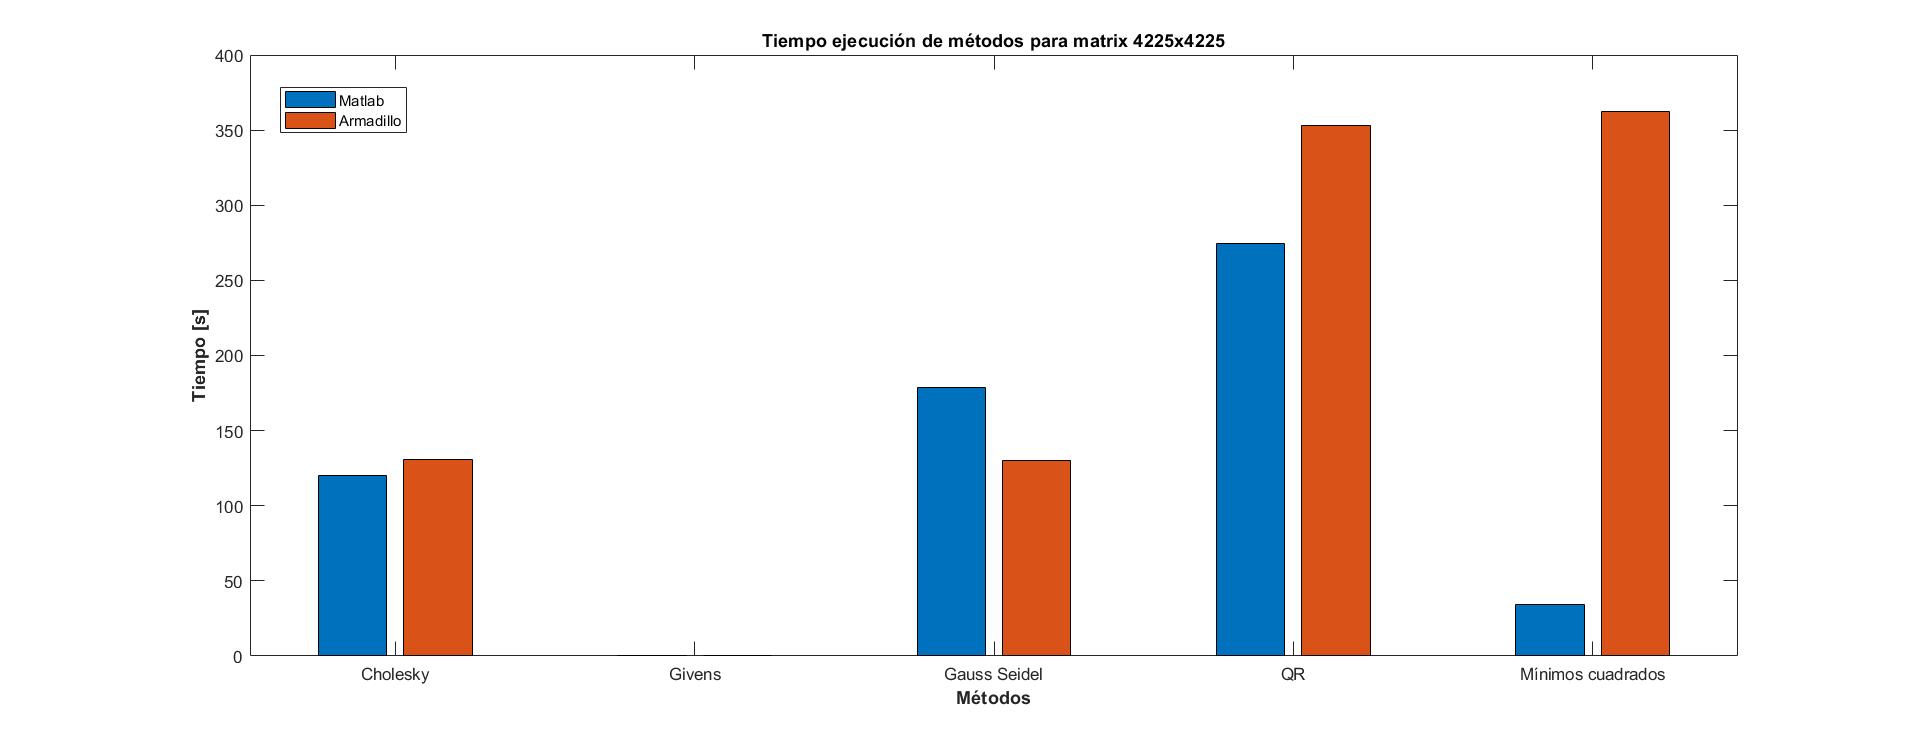 Tiempo ejecución de métodos para matrix 4225x4225
Matlab
Armadillo
400
350
300
250
200
150
100
50
0
Tiempo [s]
Cholesky
Givens
Gauss Seidel
QR
Mínimos cuadrados
Métodos